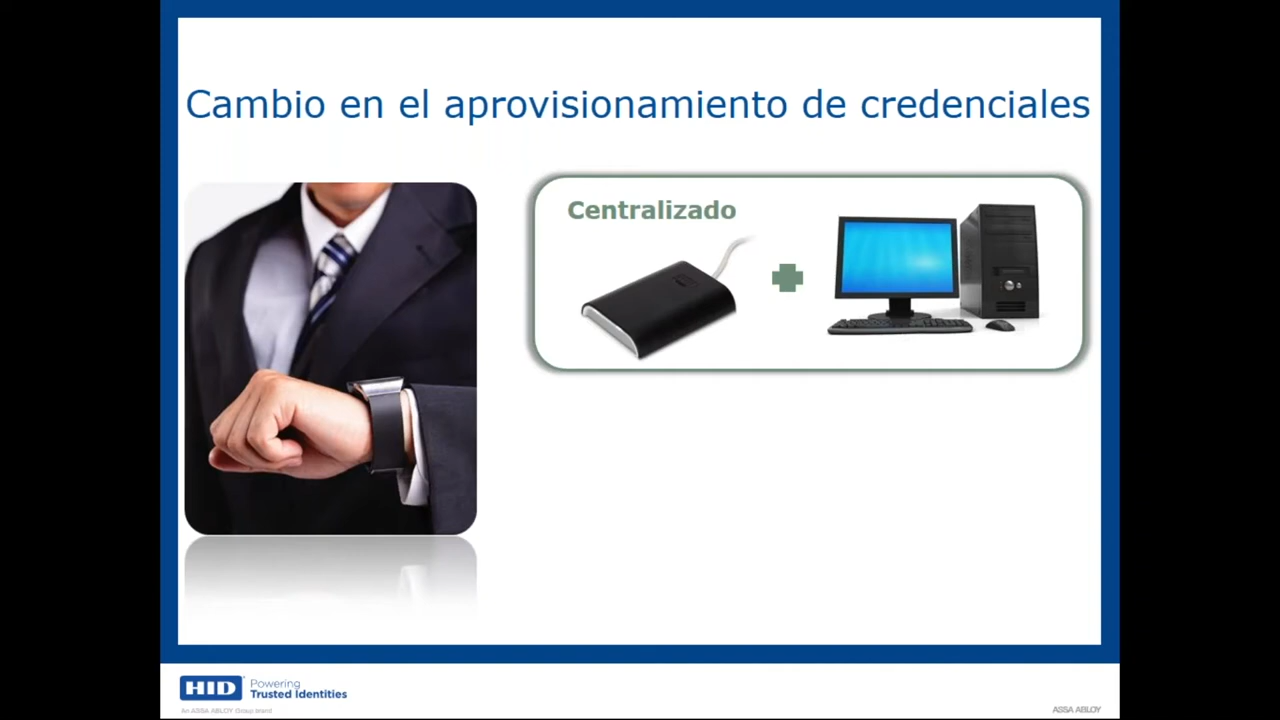 Cambio en el aprovisionamiento de credenciales
Centralizado
HID
Powering
Trusted Identities
An ASSA ABLOY Group brand
ASSA ABLOY